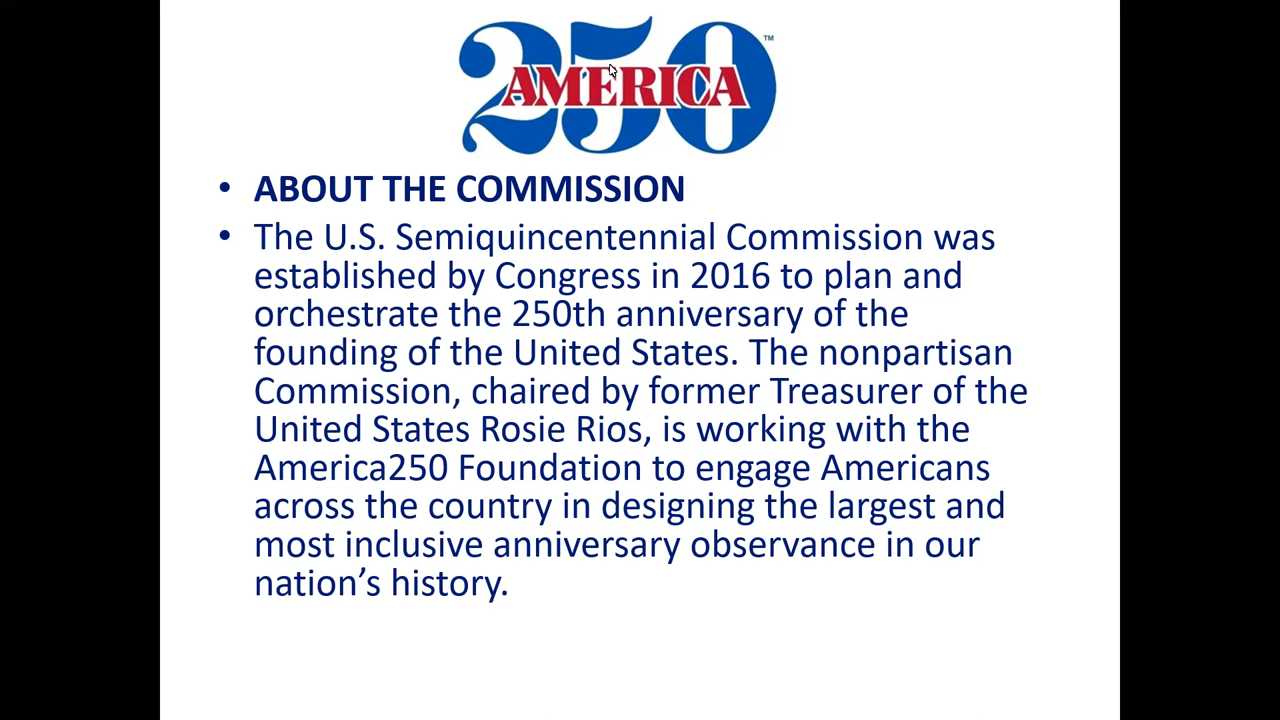 250
AMERICA
™
• ABOUT THE COMMISSION
• The U.S. Semiquincentennial Commission was
established by Congress in 2016 to plan and
orchestrate the 250th anniversary of the
founding of the United States. The nonpartisan
Commission, chaired by former Treasurer of the
United States Rosie Rios, is working with the
America250 Foundation to engage Americans
across the country in designing the largest and
most inclusive anniversary observance in our
nation’s history.